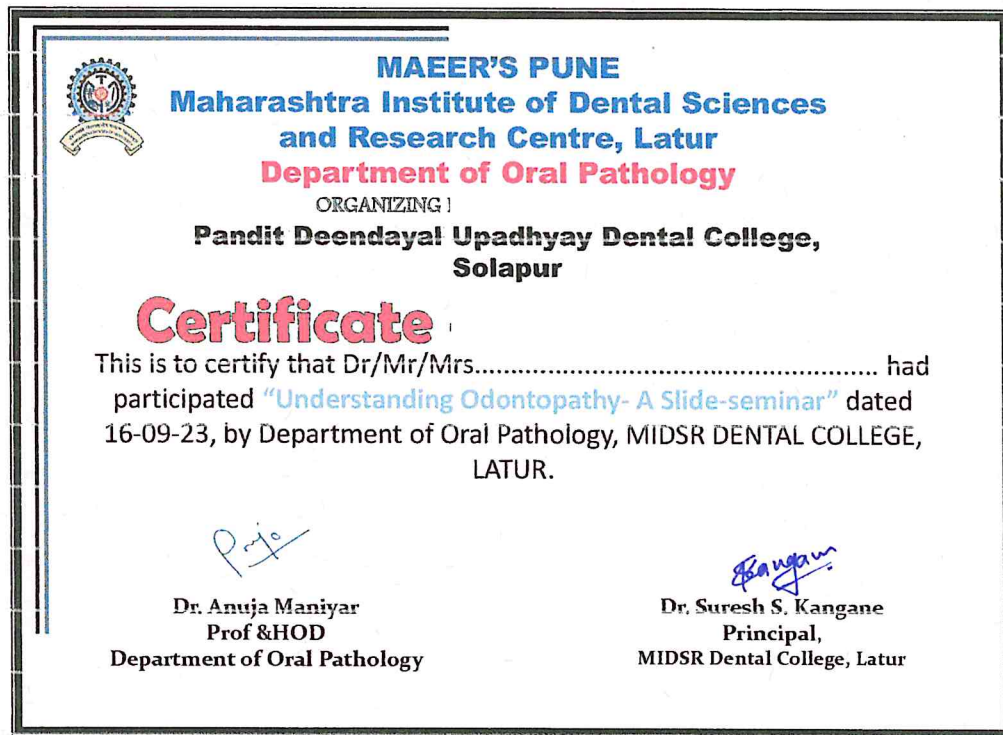 MAEER'S PUNE
Maharashtra Institute of Dental Sciences
and Research Centre, Latur
Department of Oral Pathology
ORGANIZING
Pandit Deendayal Upadhyay Dental College,
Solapur
Certificate
This is to certify that Dr/Mr/Mrs........................................................ had
participated "Understanding Odontopathy- A Slide-seminar" dated
16-09-23, by Department of Oral Pathology, MIDSR DENTAL COLLEGE,
LATUR.
Dr. Anuja Maniyar
Prof &HOD
Department of Oral Pathology
Dr. Suresh S. Kangane
Principal,
MIDSR Dental College, Latur